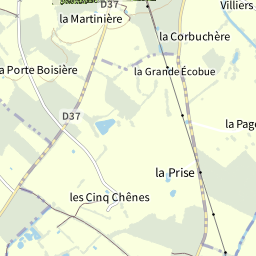 D37
Villiers
la Martinière
la Corbuchère
la Porte Boisière
la Grande Écobue
D37
la Page
la Prise
les Cinq Chênes